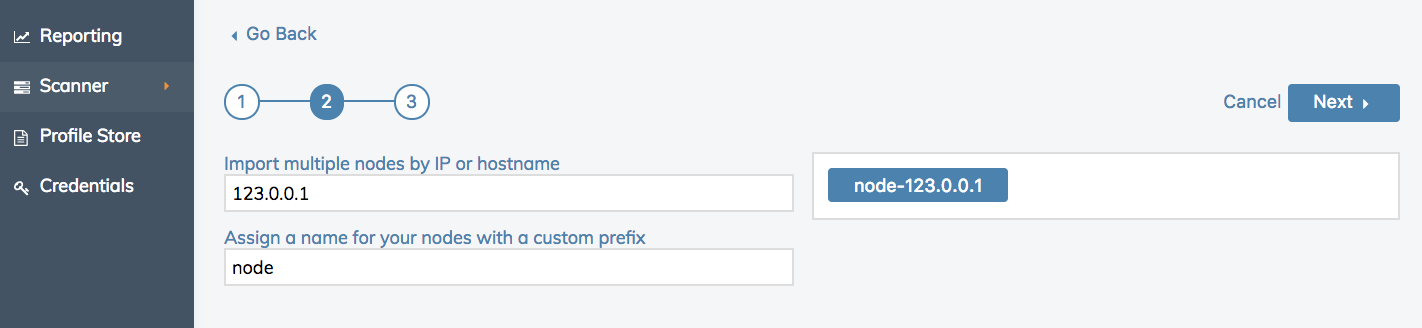 Reporting
Scanner
Profile Store
Credentials
Go Back
1
2
3
Cancel
Next
Import multiple nodes by IP or hostname
123.0.0.1
node-123.0.0.1
Assign a name for your nodes with a custom prefix
node